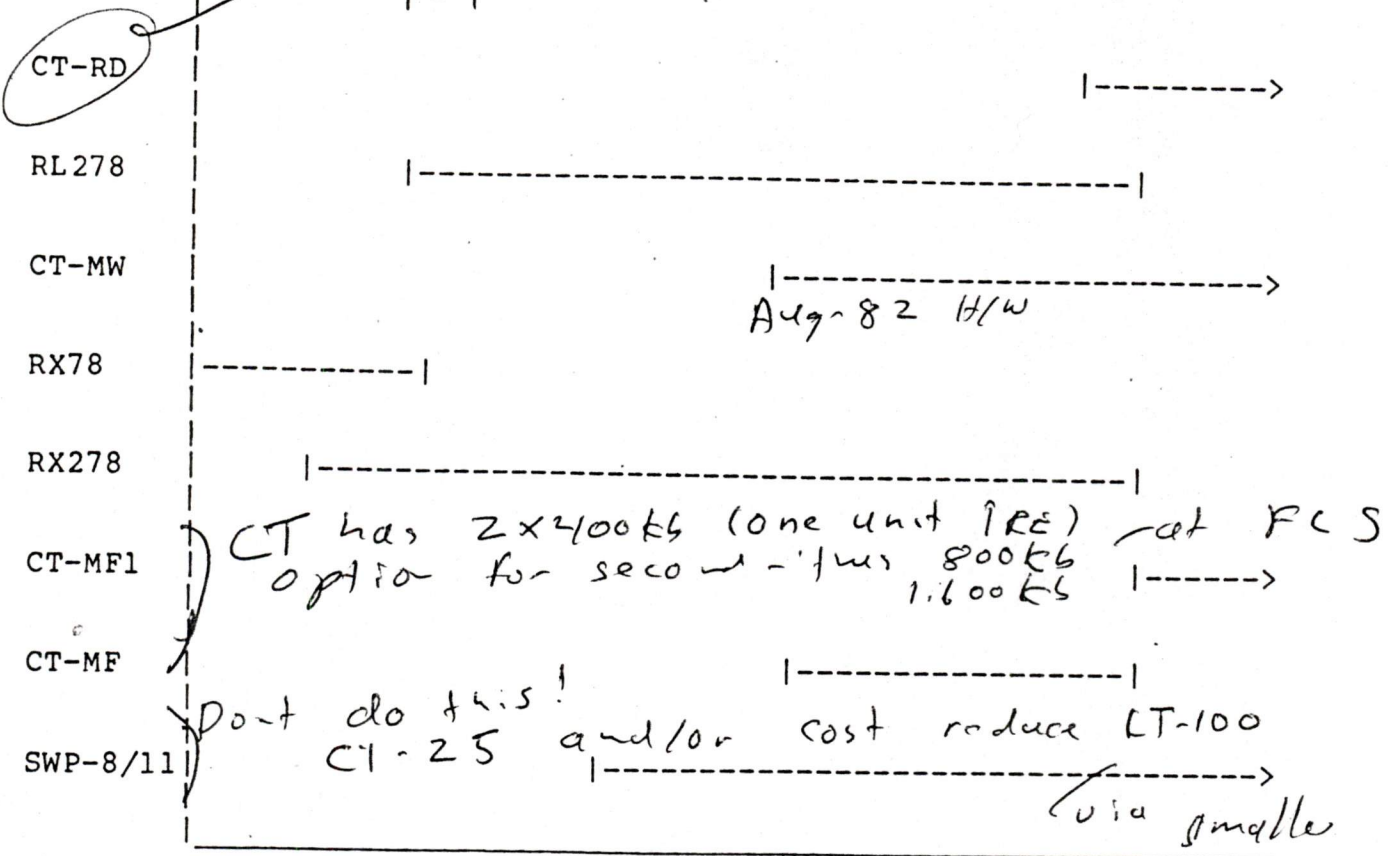 CT-RD |--------->
RL278 |-----------------------------------|
CT-MW |----------------------->
Aug-82 H/W
RX78 ----------|
RX278 |---------------------------------------|
CT has 2x400kb (one unit IRE) at FCS
CT-MF1 option for second - thus 800kb |------>
1.600kb
CT-MF |----------------|
Dont do this!
CT-25 and/or cost reduce CT-100
SWP-8/11 |-------------------------------->
via smaller